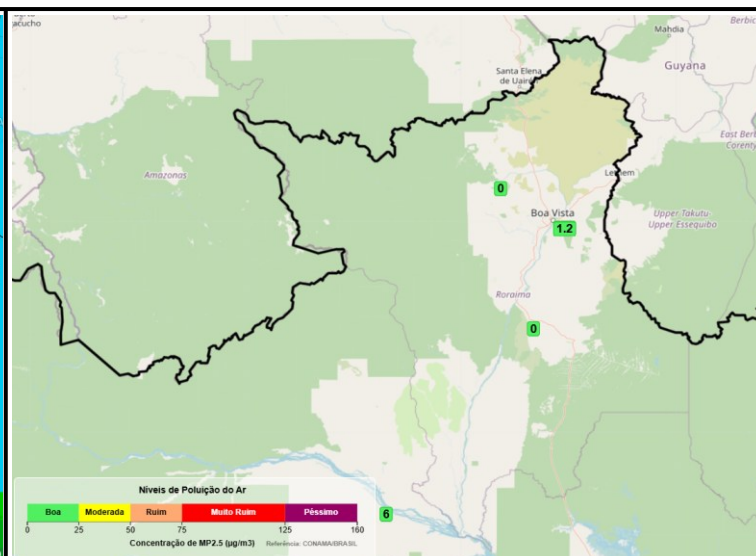 acucho
Mahdia
Berbic
Guyana
Santa Elena
de Uairén
East Ber
Corenty
Amazonas
Lethem
0
Boa Vista
1.2
Upper Takutu
Upper Essequibo
Roraima
0
Níveis de Poluição do Ar
Boa Moderada Ruim Muito Ruim Péssimo
0 25 50 75 125 160
Concentração de MP2.5 (µg/m3) Referência: CONAMA/BRASIL
6